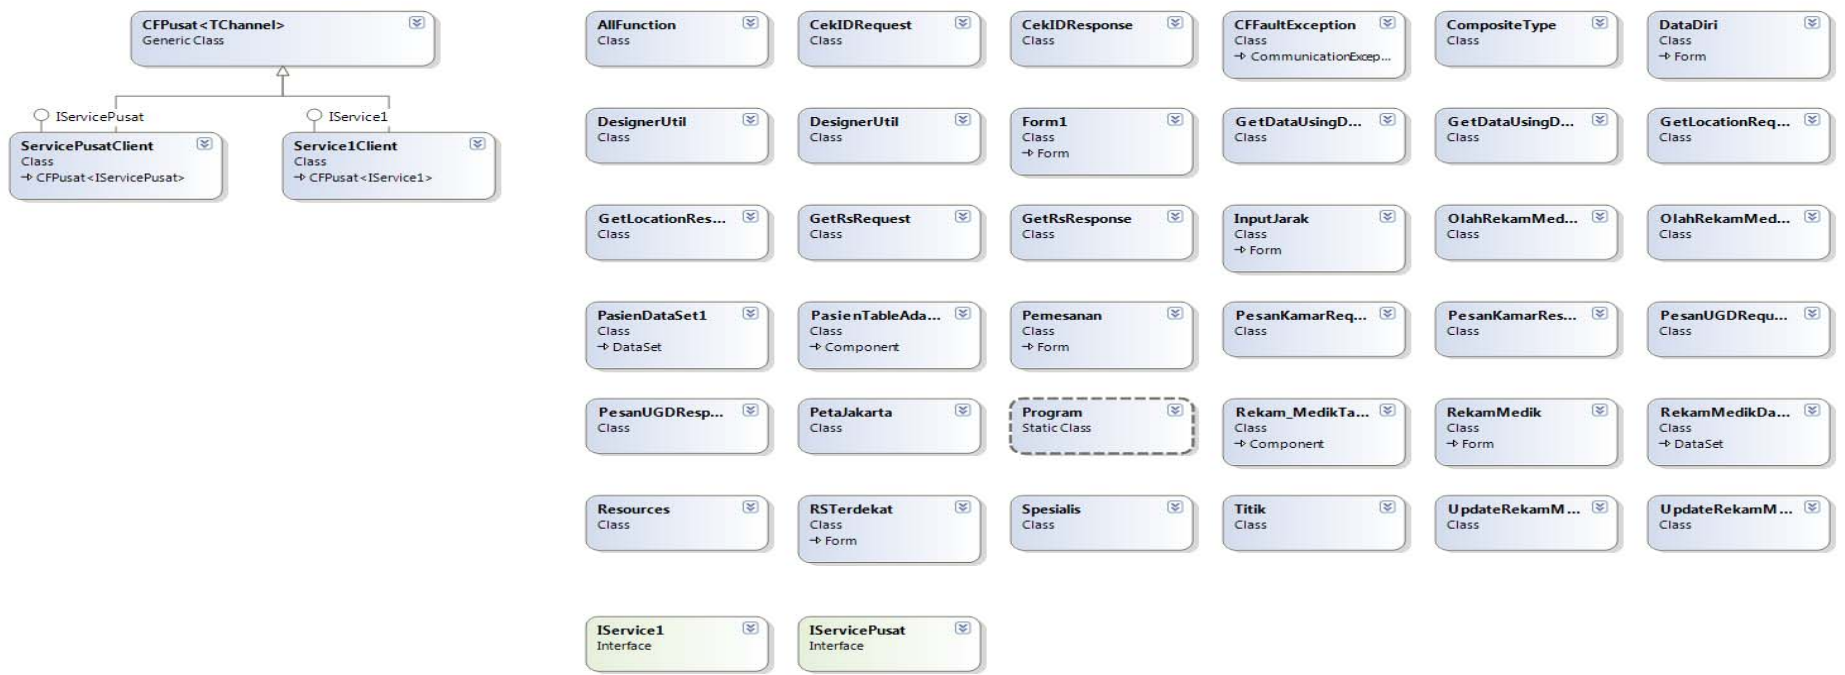 CFPusat<TChannel>
Generic Class
IServicePusat
IService1
ServicePusatClient
Class
CFPusat<IServicePusat>
Service1Client
Class
CFPusat<IService1>
AllFunction
Class
CekIDRequest
Class
CekIDResponse
Class
CFFaultException
Class
CommunicationExcep...
CompositeType
Class
DataDiri
Class
Form
DesignerUtil
Class
DesignerUtil
Class
Form1
Class
Form
GetDataUsingD...
Class
GetDataUsingD...
Class
GetLocationReq...
Class
GetLocationRes...
Class
GetRsRequest
Class
GetRsResponse
Class
InputJarak
Class
Form
OlahRekamMed...
Class
OlahRekamMed...
Class
PasienDataSet1
Class
DataSet
PasienTableAda...
Class
Component
Pemesanan
Class
Form
PesanKamarReq...
Class
PesanKamarRes...
Class
PesanUGDRequ...
Class
PesanUGDResp...
Class
PetaJakarta
Class
Program
Static Class
Rekam_MedikTa...
Class
Component
RekamMedik
Class
Form
RekamMedikDa...
Class
DataSet
Resources
Class
RSTerdekat
Class
Form
Spesialis
Class
Titik
Class
UpdateRekamM...
Class
UpdateRekamM...
Class
IService1
Interface
IServicePusat
Interface